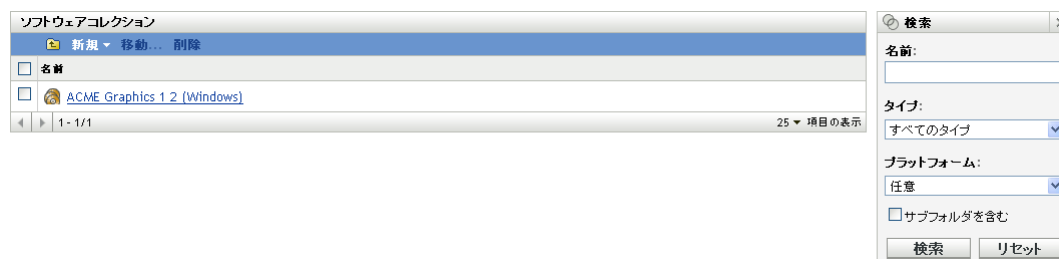 ソフトウェアコレクション
新規 移動... 削除
名前
ACME Graphics 1 2 (Windows)
1 - 1/1
25 項目の表示
検索
名前:
タイプ:
すべてのタイプ
プラットフォーム:
任意
サブフォルダを含む
検索 リセット